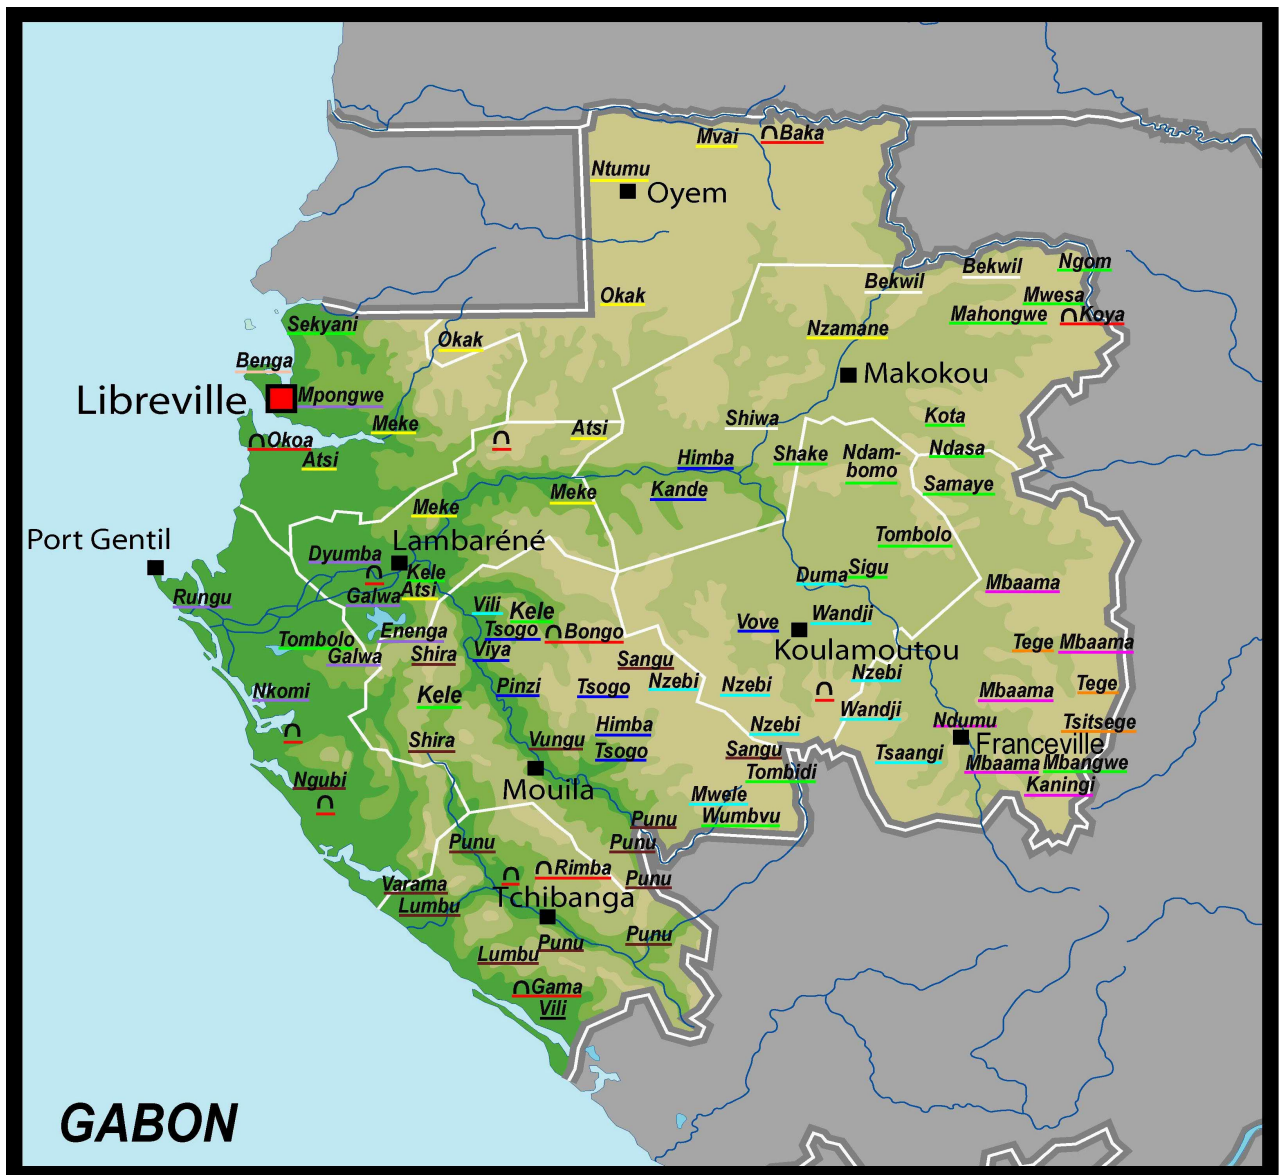 Mvai
Baka
Ntumu
Oyem
Okak
Bekwil
Bekwil
Ngom
Mwesa
Mahongwe
Koya
Sekyani
Okak
Nzamane
Benga
Makokou
Libreville
Mpongwe
Meke
Atsi
Shiwa
Kota
Okoa
Atsi
Himba
Shake
Ndam-
bomo
Ndasa
Kande
Samaye
Meke
Meke
Port Gentil
Lambaréné
Tombolo
Dyumba
Kele
Duma
Sigu
Mbaama
Rungu
Galwa
Atsi
Vili
Kele
Wandji
Tsogo
Bongo
Vove
Enenga
Tombolo
Galwa
Shira
Viya
Sangu
Koulamoutou
Tege
Mbaama
Nzebi
Nzebi
Nzebi
Nkomi
Kele
Pinzi
Tsogo
Mbaama
Tege
Wandji
Ndumu
Tsitsege
Himba
Nzebi
Shira
Vungu
Tsogo
Sangu
Tsaangi
Franceville
Mbaama
Mbangwe
Tombidi
Ngubi
Mouila
Mwele
Kaningi
Wumbvu
Punu
Punu
Punu
Rimba
Punu
Varama
Tchibanga
Lumbu
Punu
Punu
Lumbu
Gama
Vili
GABON